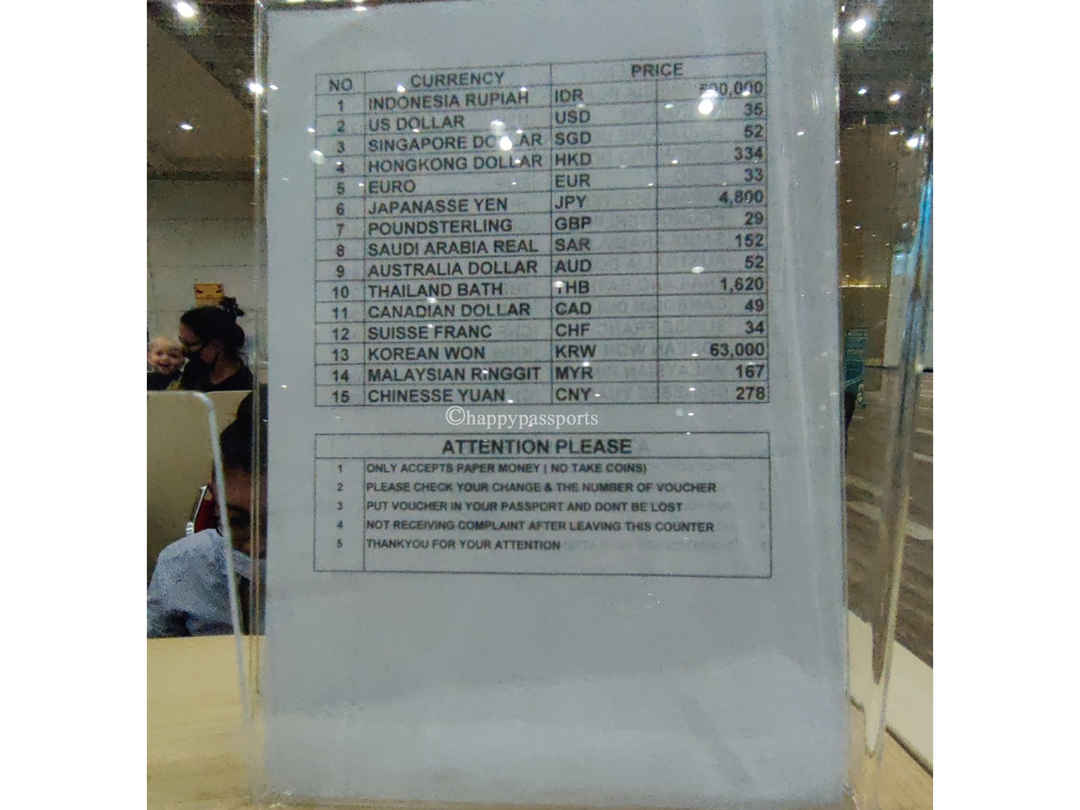 NO CURRENCY PRICE
1 INDONESIA RUPIAH IDR 500,000
2 US DOLLAR USD 35
3 SINGAPORE DOLLAR SGD 52
4 HONGKONG DOLLAR HKD 334
5 EURO EUR 33
6 JAPANASSE YEN JPY 4,800
7 POUNDSTERLING GBP 29
8 SAUDI ARABIA REAL SAR 152
9 AUSTRALIA DOLLAR AUD 52
10 THAILAND BATH THB 1,620
11 CANADIAN DOLLAR CAD 49
12 SUISSE FRANC CHF 34
13 KOREAN WON KRW 63,000
14 MALAYSIAN RINGGIT MYR 167
15 CHINESSE YUAN CNY 278
©happypassports
ATTENTION PLEASE
1 ONLY ACCEPTS PAPER MONEY ( NO TAKE COINS)
2 PLEASE CHECK YOUR CHANGE & THE NUMBER OF VOUCHER
3 PUT VOUCHER IN YOUR PASSPORT AND DONT BE LOST
4 NOT RECEIVING COMPLAINT AFTER LEAVING THIS COUNTER
5 THANKYOU FOR YOUR ATTENTION